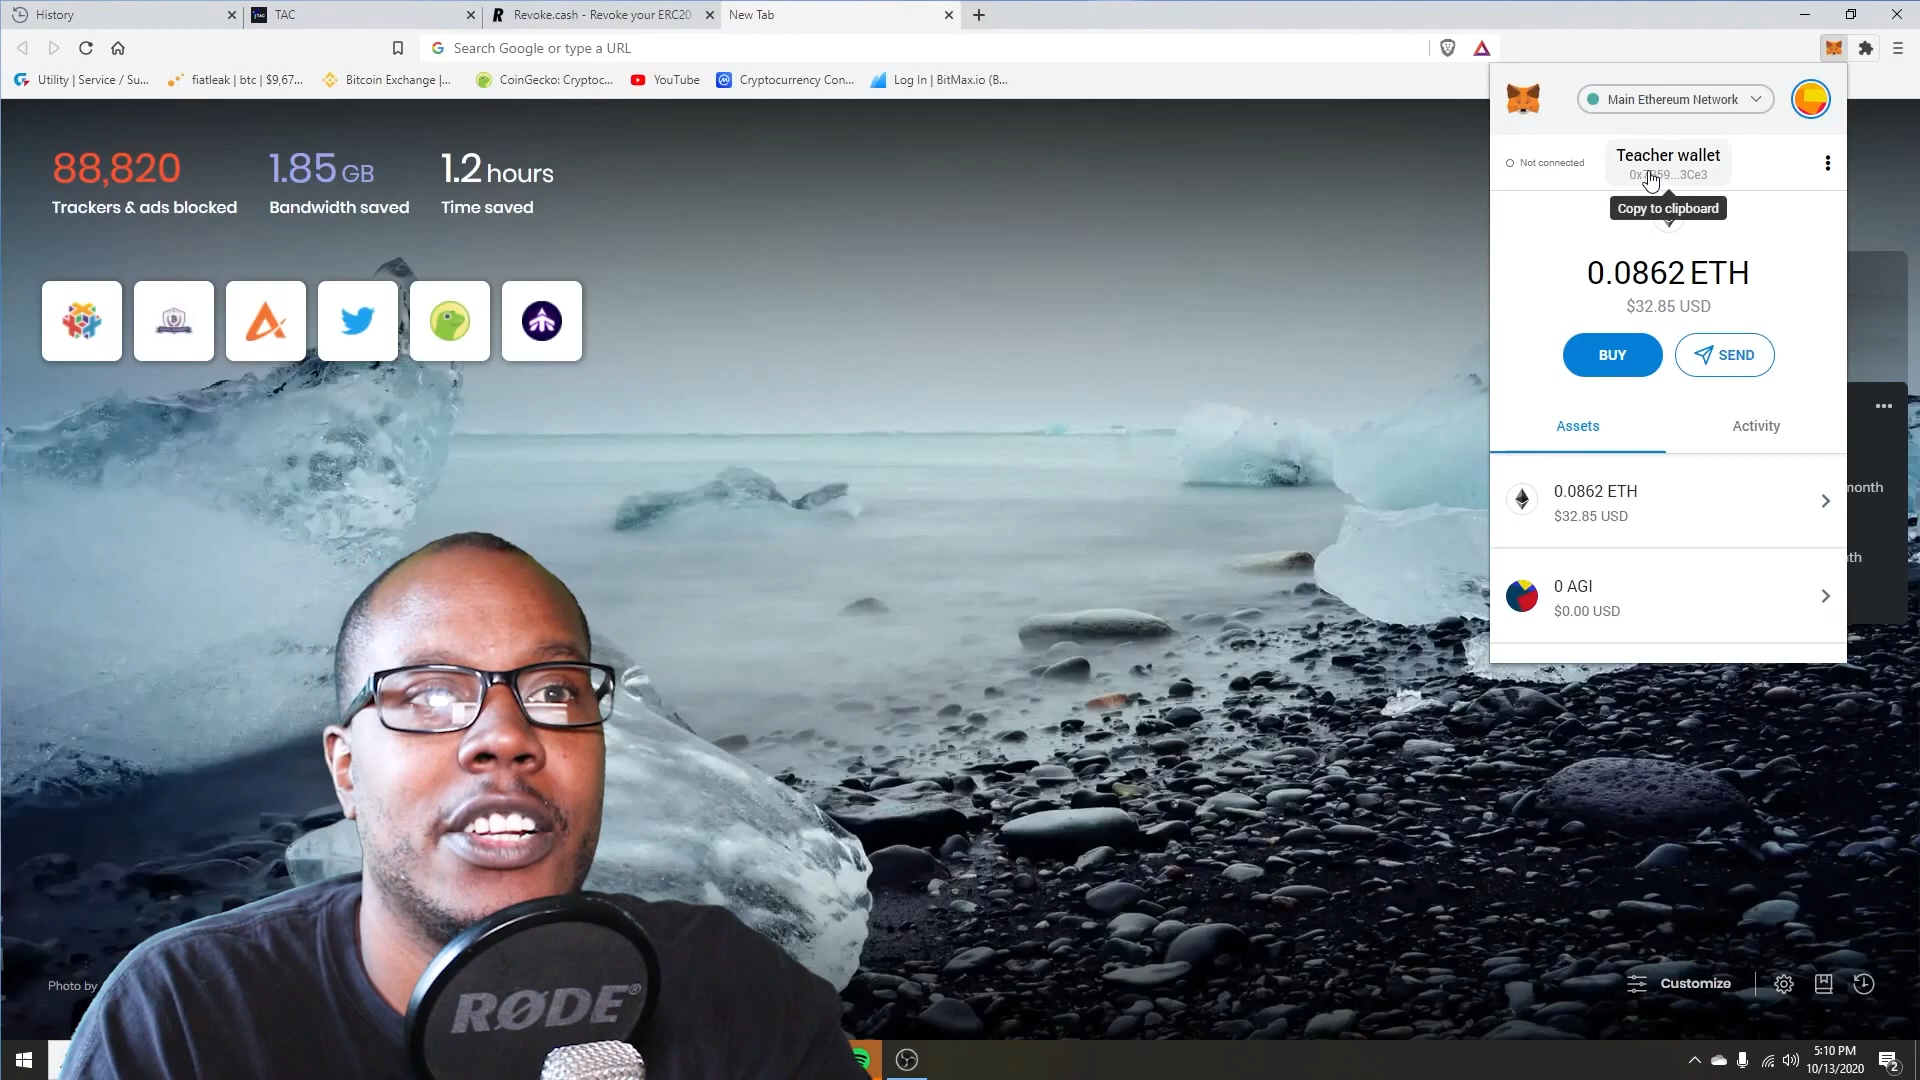 History
TAC
Revoke.cash - Revoke your ERC20
New Tab
Search Google or type a URL
Utility | Service / Su...
fiatleak | btc | $9,67...
Bitcoin Exchange |...
CoinGecko: Cryptoc...
YouTube
Cryptocurrency Con...
Log In | BitMax.io (B...
88,820
Trackers & ads blocked
1.85 GB
Bandwidth saved
1.2 hours
Time saved
Main Ethereum Network
Not connected
Teacher wallet
Copy to clipboard
0.0862 ETH
$32.85 USD
BUY
SEND
Assets
Activity
0.0862 ETH
$32.85 USD
0 AGI
$0.00 USD
Photo by
Customize
RØDE®
5:10 PM
10/13/2020
2